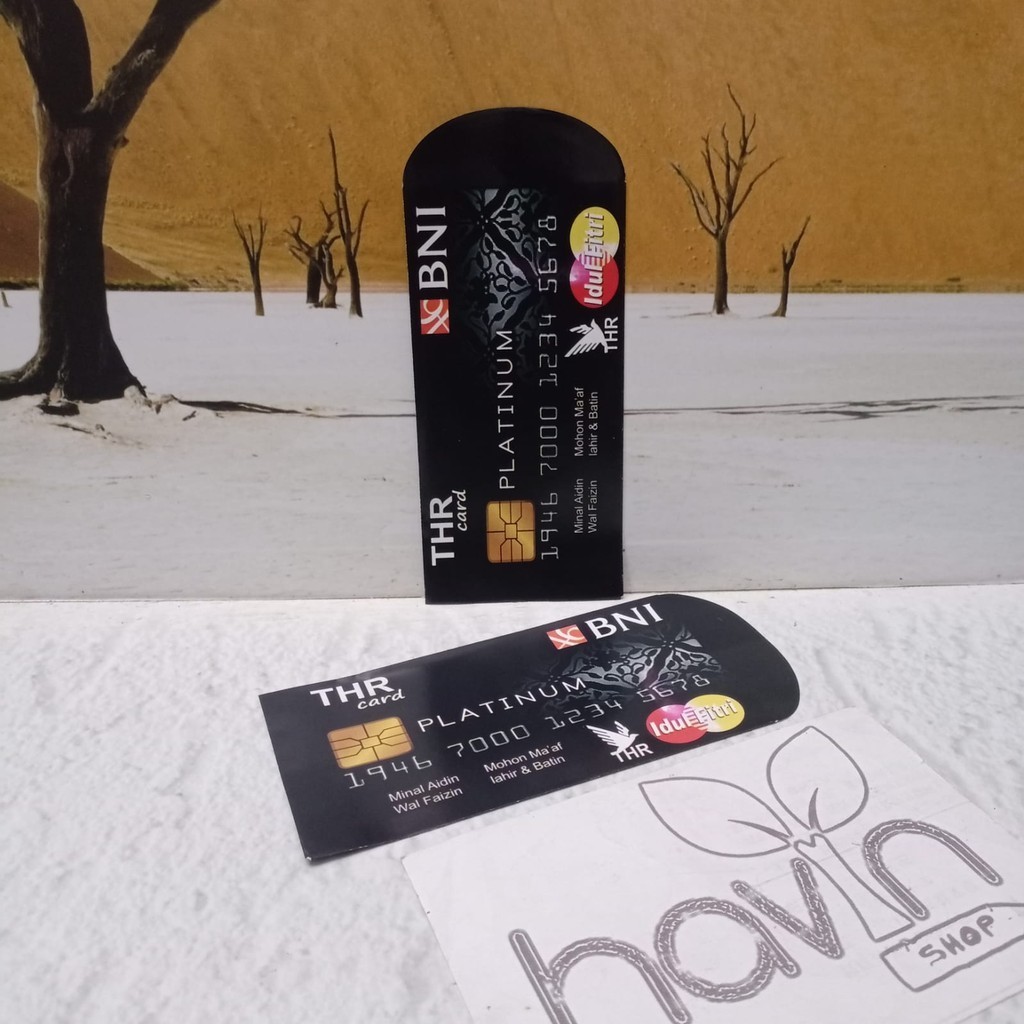 BNI
THR
card
PLATINUM
1946 7000 1234 5678
IdulFitri
THR
Minal Aidin
Wal Faizin
Mohon Ma'af
lahir & Batin
THR
card
BNI
PLATINUM
1946 7000 1234 5678
Minal Aidin
Wal Faizin
Mohon Ma'af
lahir & Batin
THR
IdulFitri
havin
SHOP